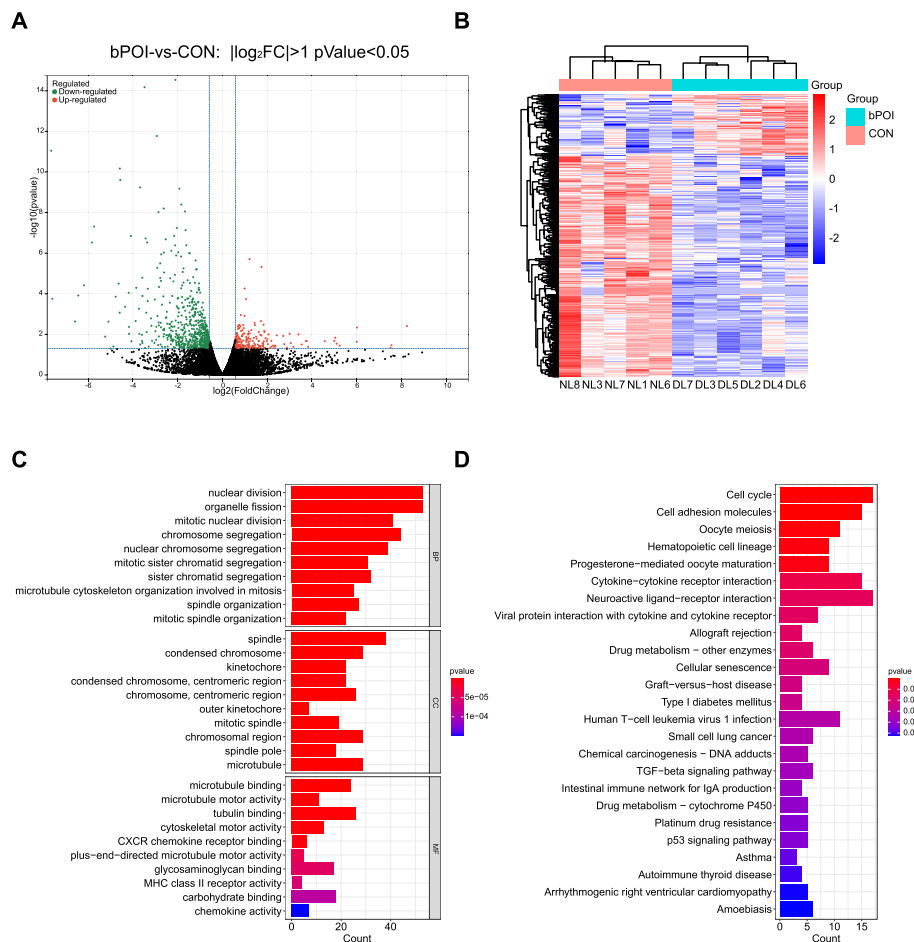 A
bPOI-vs-CON: |log₂FC|>1 pValue<0.05
Regulated
Down-regulated
Up-regulated
14
12
10
8
6
4
2
0
-log10(pvalue)
-6
-4
-2
0
2
4
6
8
10
log2(FoldChange)
B
Group
2
1
0
-1
-2
Group
bPOI
CON
NL8 NL3 NL7 NL1 NL6 DL7 DL3 DL5 DL2 DL4 DL6
C
nuclear division
organelle fission
mitotic nuclear division
chromosome segregation
nuclear chromosome segregation
mitotic sister chromatid segregation
sister chromatid segregation
microtubule cytoskeleton organization involved in mitosis
spindle organization
mitotic spindle organization
BP
spindle
condensed chromosome
kinetochore
condensed chromosome, centromeric region
chromosome, centromeric region
outer kinetochore
mitotic spindle
chromosomal region
spindle pole
microtubule
CC
microtubule binding
microtubule motor activity
tubulin binding
cytoskeletal motor activity
CXCR chemokine receptor binding
plus−end−directed microtubule motor activity
glycosaminoglycan binding
MHC class II receptor activity
carbohydrate binding
chemokine activity
MF
0 20 40
Count
pvalue
5e−05
1e−04
D
Cell cycle
Cell adhesion molecules
Oocyte meiosis
Hematopoietic cell lineage
Progesterone−mediated oocyte maturation
Cytokine−cytokine receptor interaction
Neuroactive ligand−receptor interaction
Viral protein interaction with cytokine and cytokine receptor
Allograft rejection
Drug metabolism − other enzymes
Cellular senescence
Graft−versus−host disease
Type I diabetes mellitus
Human T−cell leukemia virus 1 infection
Small cell lung cancer
Chemical carcinogenesis − DNA adducts
TGF−beta signaling pathway
Intestinal immune network for IgA production
Drug metabolism − cytochrome P450
Platinum drug resistance
p53 signaling pathway
Asthma
Autoimmune thyroid disease
Arrhythmogenic right ventricular cardiomyopathy
Amoebiasis
0 5 10 15
Count
pvalue
0.0
0.0
0.0
0.0